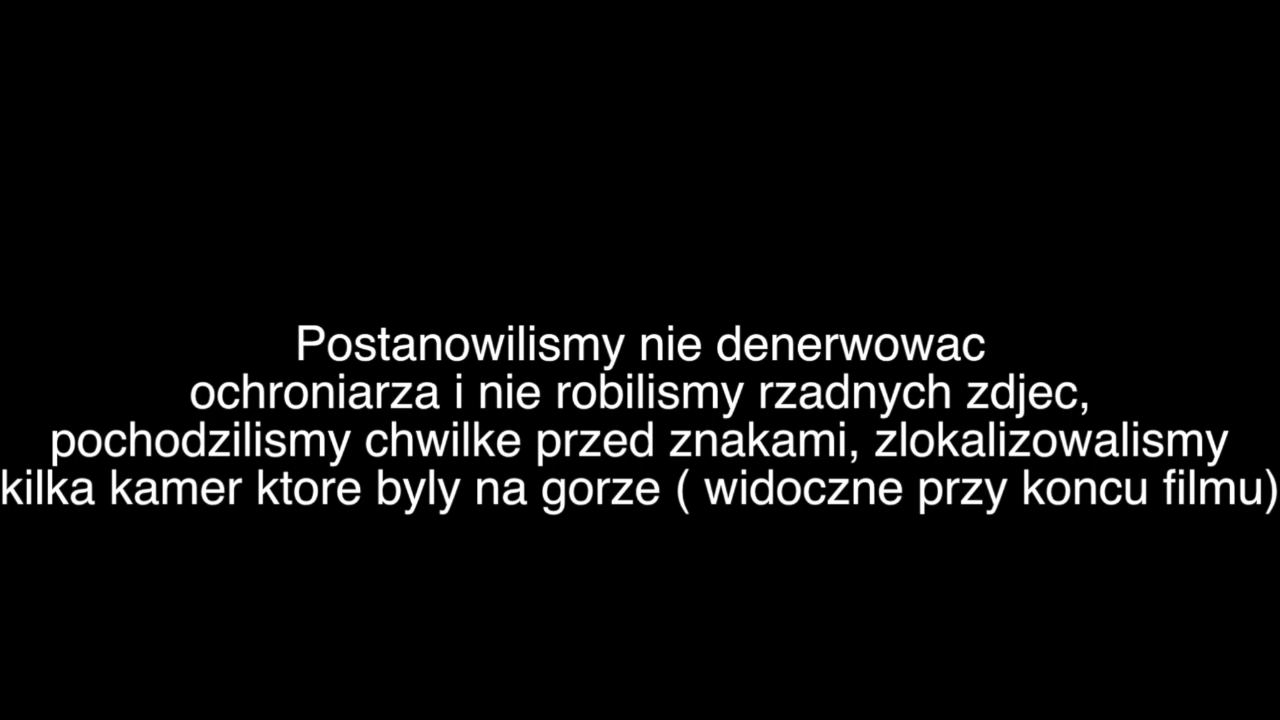 Postanowilismy nie denerwowac
ochroniarza i nie robilismy rzadnych zdjec,
pochodzilismy chwilke przed znakami, zlokalizowalismy
kilka kamer ktore byly na gorze ( widoczne przy koncu filmu)